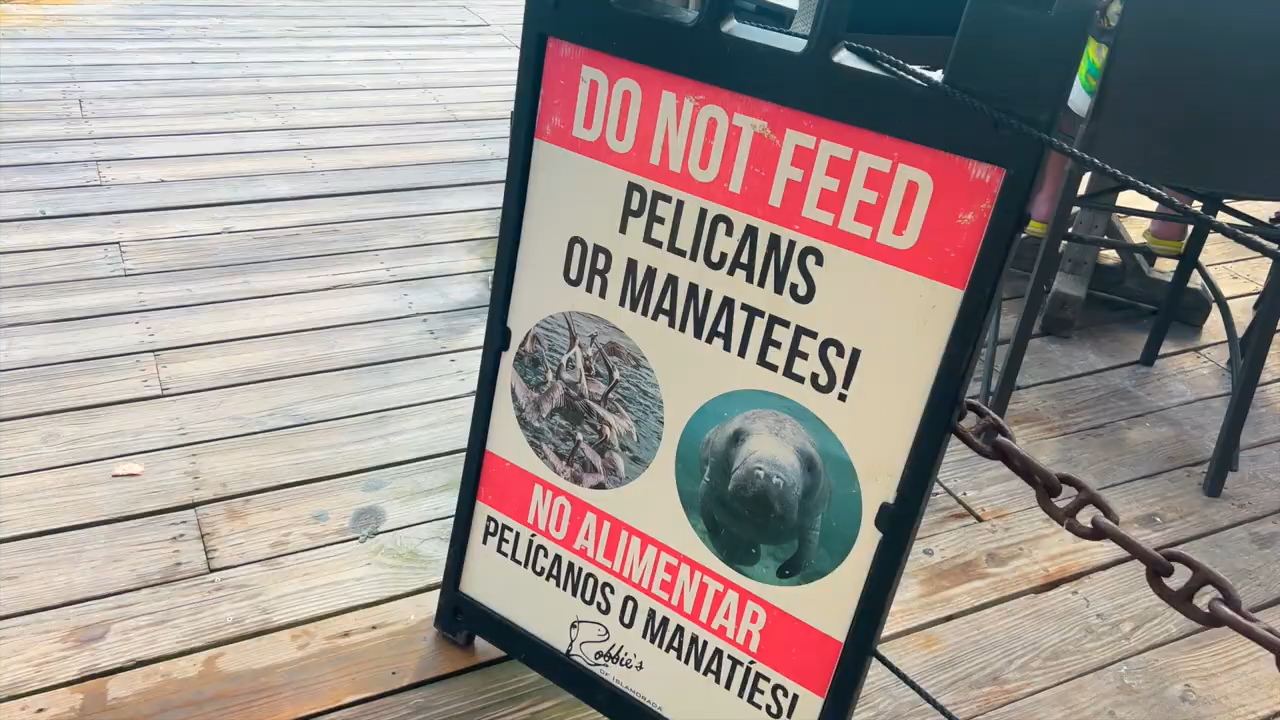 DO NOT FEED
PELICANS
OR MANATEES!
NO ALIMENTAR
PELÍCANOS O MANATÍES!
Robbie's
OF ISLAMORADA